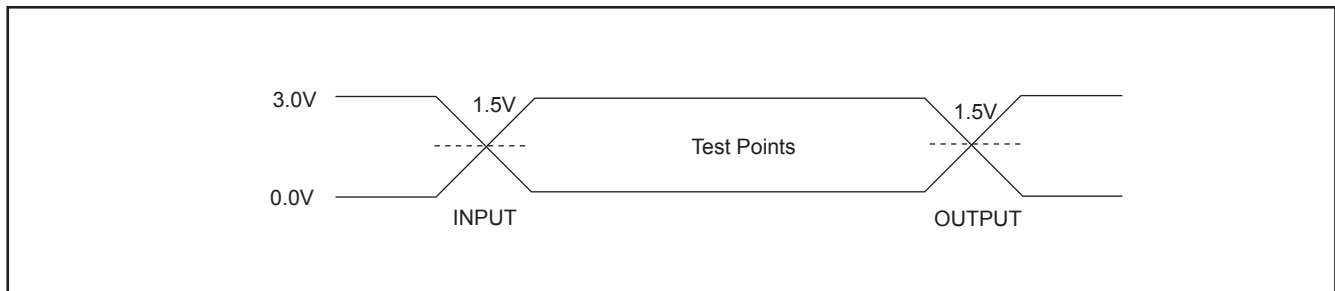 3.0V
1.5V
1.5V
Test Points
0.0V
INPUT
OUTPUT